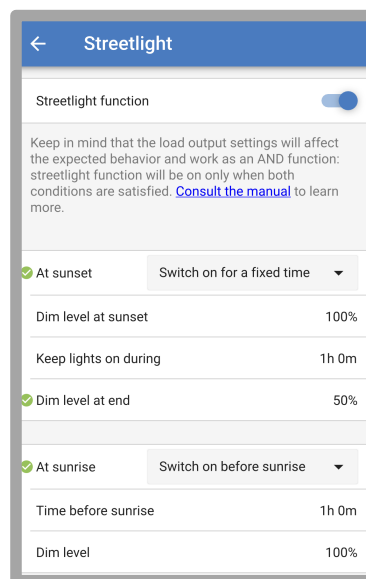 Streetlight
Streetlight function
Keep in mind that the load output settings will affect
the expected behavior and work as an AND function:
streetlight function will be on only when both
conditions are satisfied. Consult the manual to learn
more.
At sunset Switch on for a fixed time
Dim level at sunset 100%
Keep lights on during 1h 0m
Dim level at end 50%
At sunrise Switch on before sunrise
Time before sunrise 1h 0m
Dim level 100%